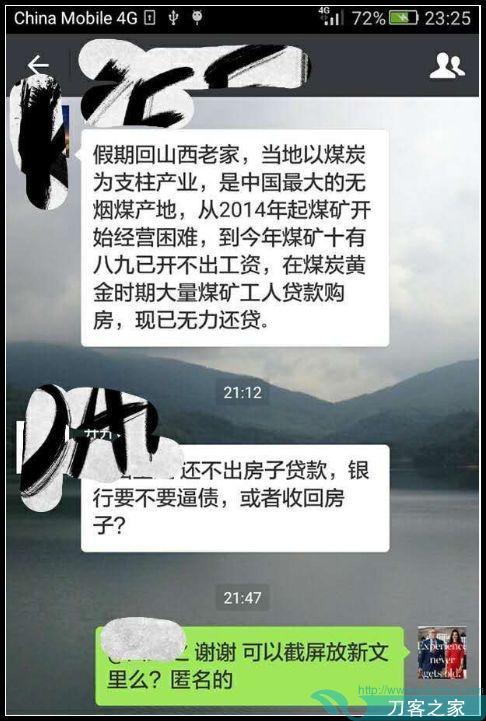 China Mobile 4G
4G
72%
23:25
假期回山西老家，当地以煤炭
为支柱产业，是中国最大的无
烟煤产地，从2014年起煤矿开
始经营困难，到今年煤矿十有
八九已开不出工资，在煤炭黄
金时期大量煤矿工人贷款购
房，现已无力还贷。
21:12
还不出房子贷款，银
行要不要逼债，或者收回房
子？
21:47
谢谢 可以截屏放新文
里么？匿名的
Experience
never
gets old.
http://www.
刀客之家